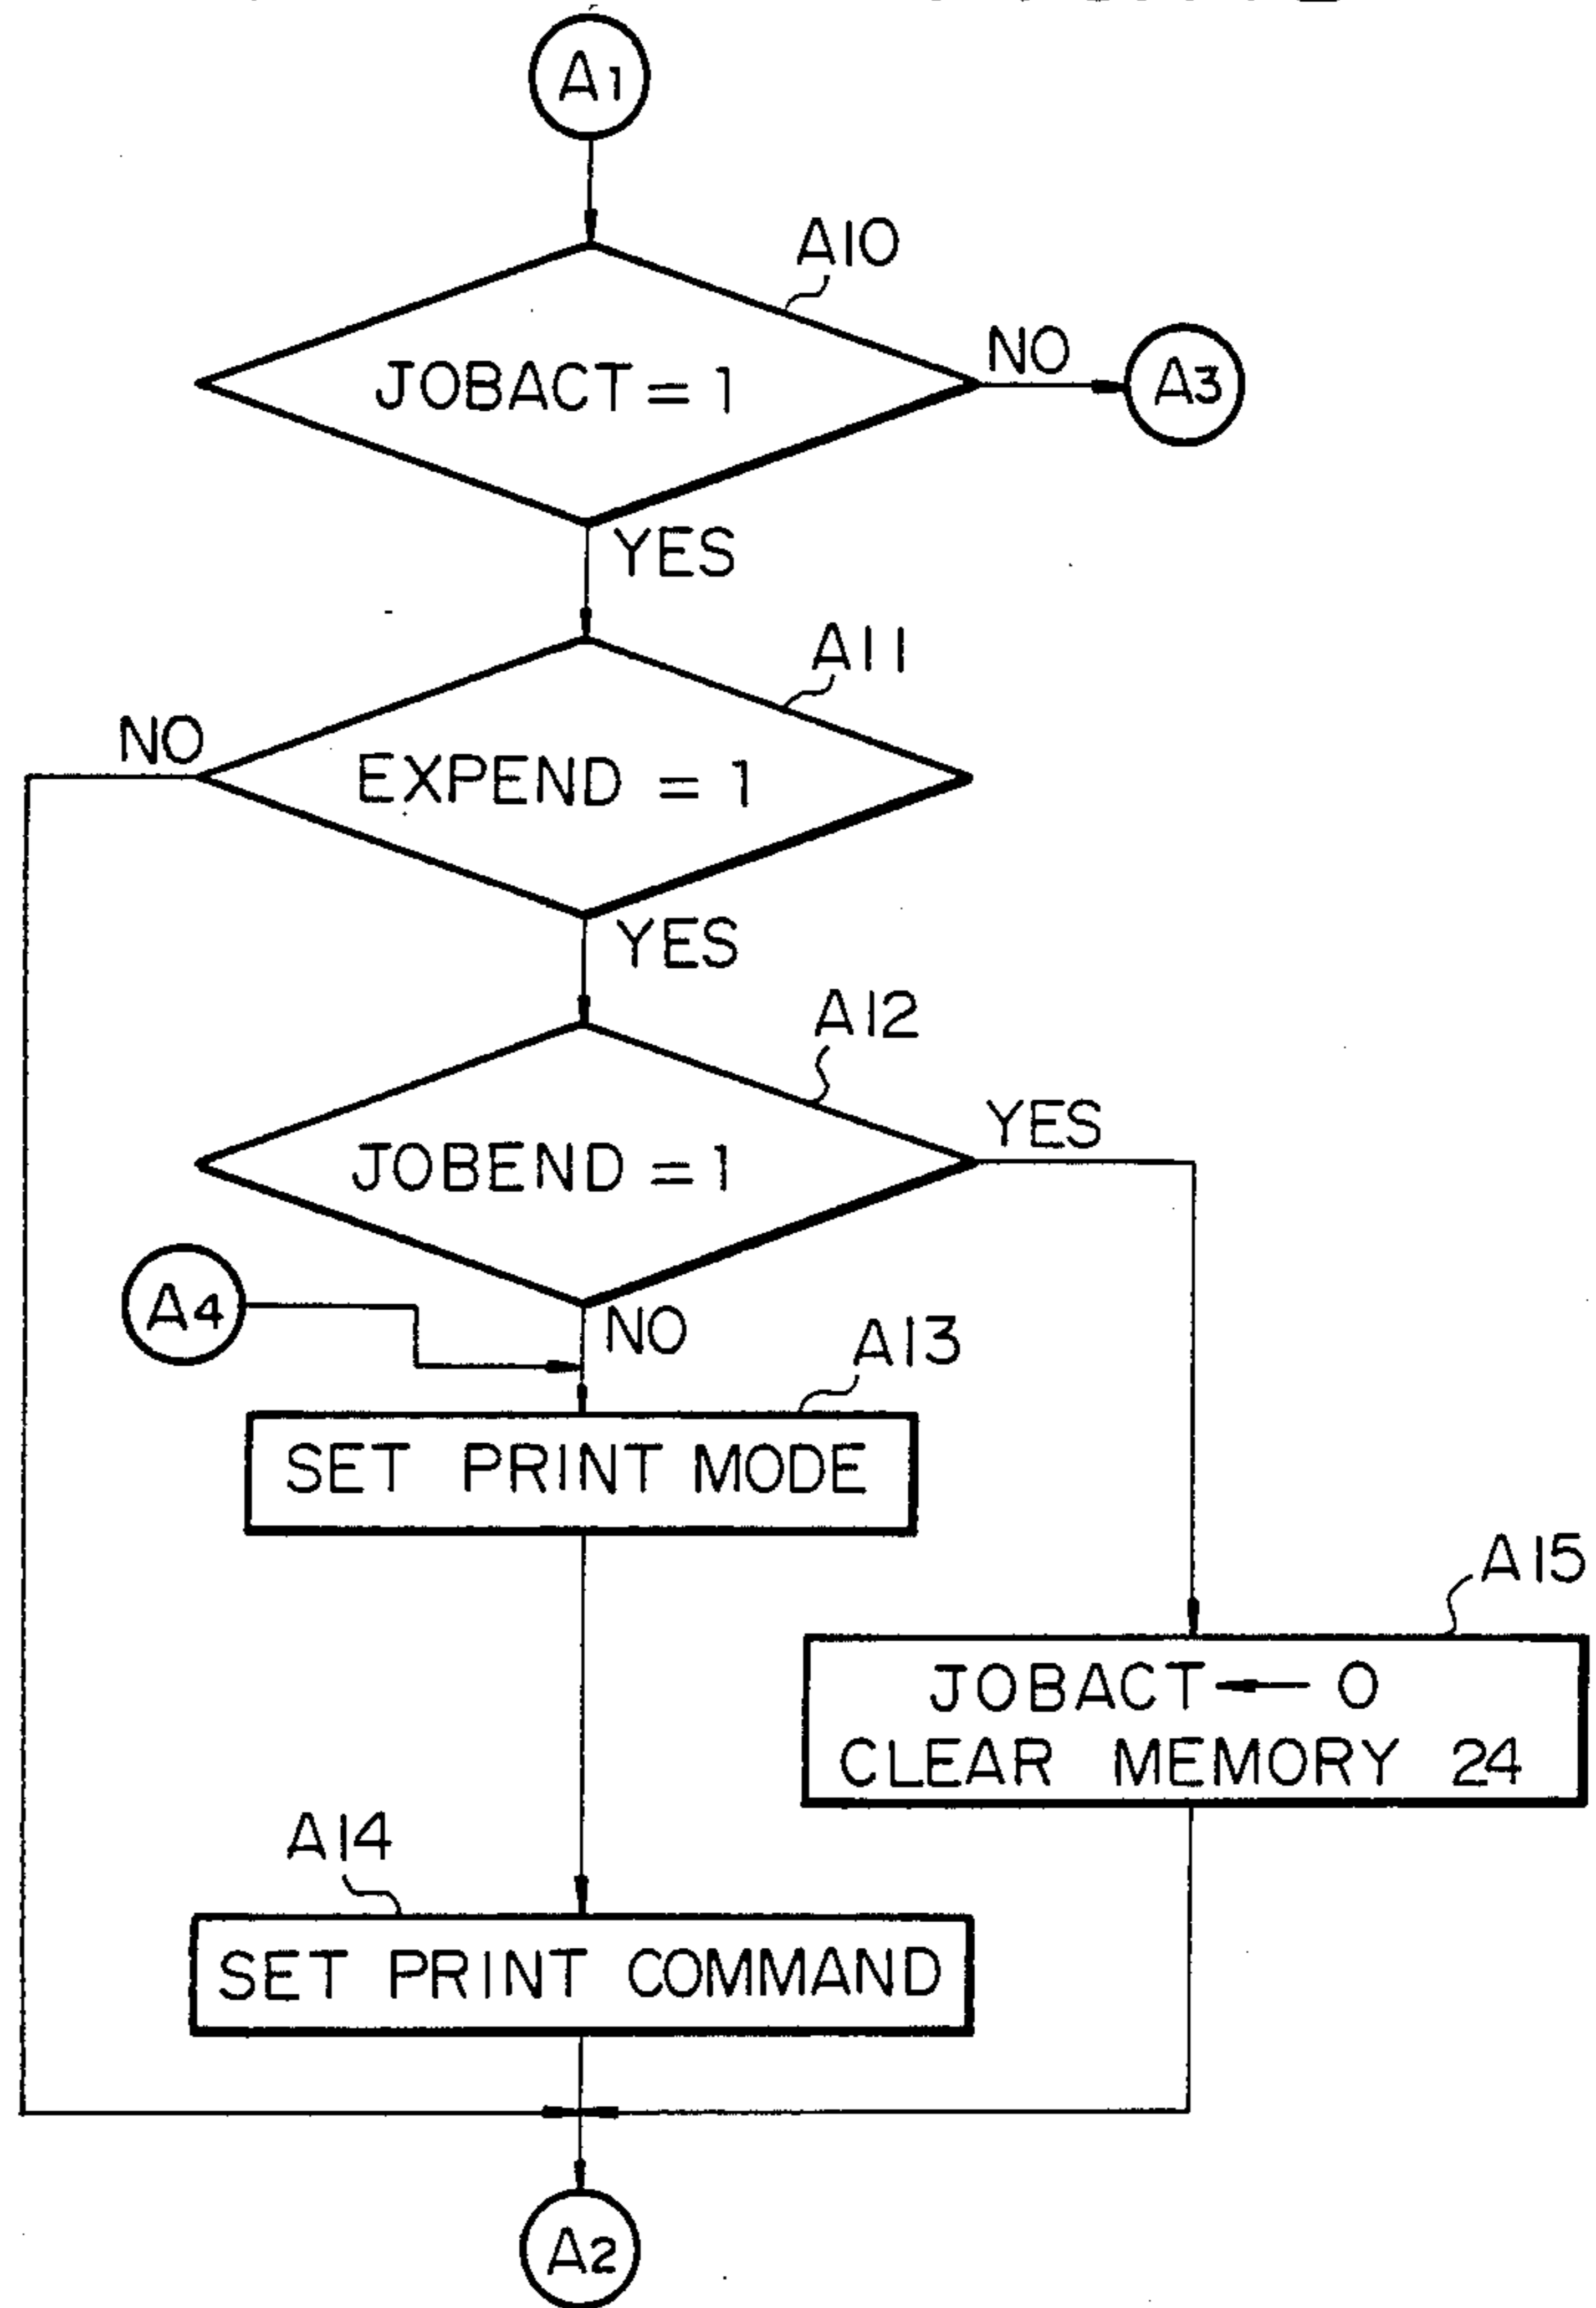 A1
A10
JOBACT = 1
NO
A3
YES
A11
NO
EXPEND = 1
YES
A12
YES
JOBEND = 1
A4
NO
A13
SET PRINT MODE
A15
JOBACT ← 0
CLEAR MEMORY 24
A14
SET PRINT COMMAND
A2